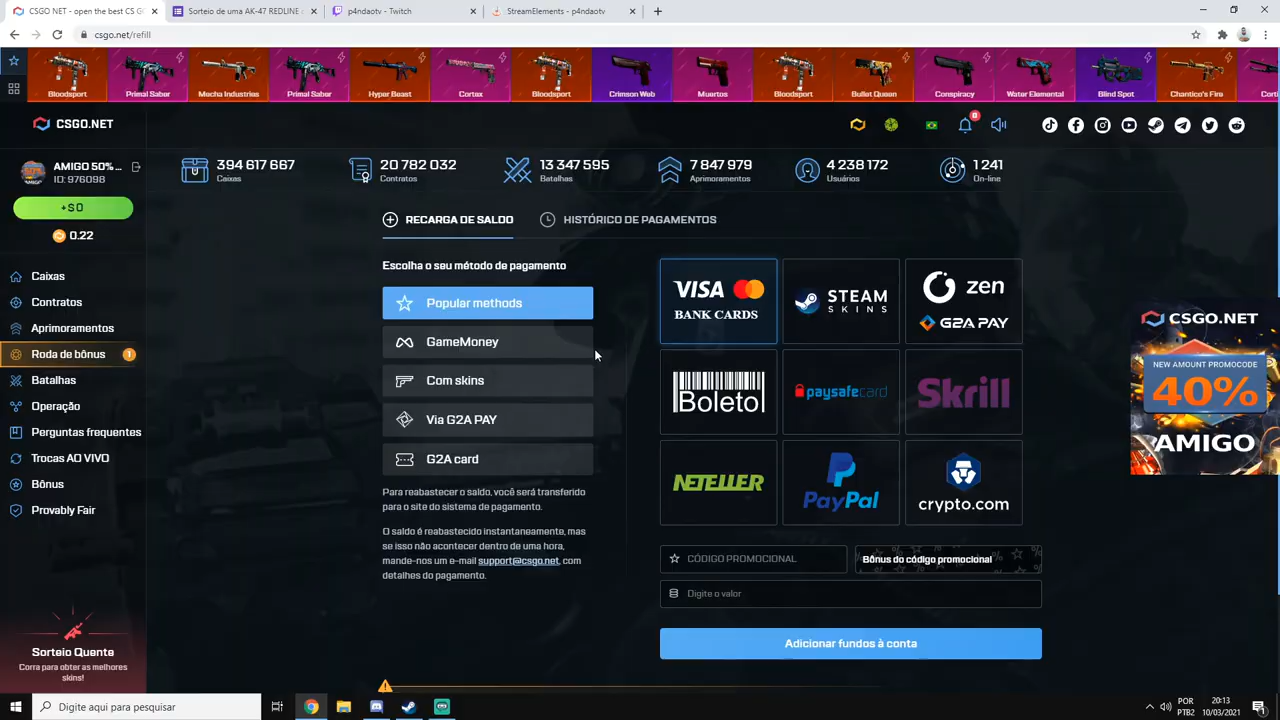 CSGO NET - open the best CS G
Sorteio de uma AK-47 REDLINE
p4ndaotv - Twitch
StreamElements - p4ndaotv
csgo.net/refill
Bloodsport
Primal Saber
Mecha Industries
Primal Saber
Hyper Beast
Cortex
Bloodsport
Crimson Web
Muertos
Bloodsport
Bullet Queen
Conspiracy
Water Elemental
Blind Spot
Chantico's Fire
Corti
CSGO.NET
8
AMIGO 50% ...
ID: 976098
394 617 667
Caixas
20 782 032
Contratos
13 347 595
Batalhas
7 847 979
Aprimoramentos
4 238 172
Usuários
1 241
On-line
+S0
0.22
RECARGA DE SALDO
HISTÓRICO DE PAGAMENTOS
Caixas
Contratos
Aprimoramentos
Roda de bônus
1
Batalhas
Operação
Perguntas frequentes
Trocas AO VIVO
Bônus
Provably Fair
Sorteio Quente
Corra para obter as melhores
skins!
Escolha o seu método de pagamento
Popular methods
GameMoney
Com skins
Via G2A PAY
G2A card
Para reabastecer o saldo, você será transferido
para o site do sistema de pagamento.
O saldo é reabastecido instantaneamente, mas
se isso não acontecer dentro de uma hora,
mande-nos um e-mail support@csgo.net, com
detalhes do pagamento.
VISA
BANK CARDS
STEAM
SKINS
zen
G2A PAY
Boleto
paysafecard
Skrill
NETELLER
PayPal
crypto.com
CÓDIGO PROMOCIONAL
Bônus do código promocional
Digite o valor
Adicionar fundos à conta
CSGO.NET
NEW AMOUNT PROMOCODE
40%
AMIGO
Digite aqui para pesquisar
POR
PTB2
20:13
10/03/2021
1